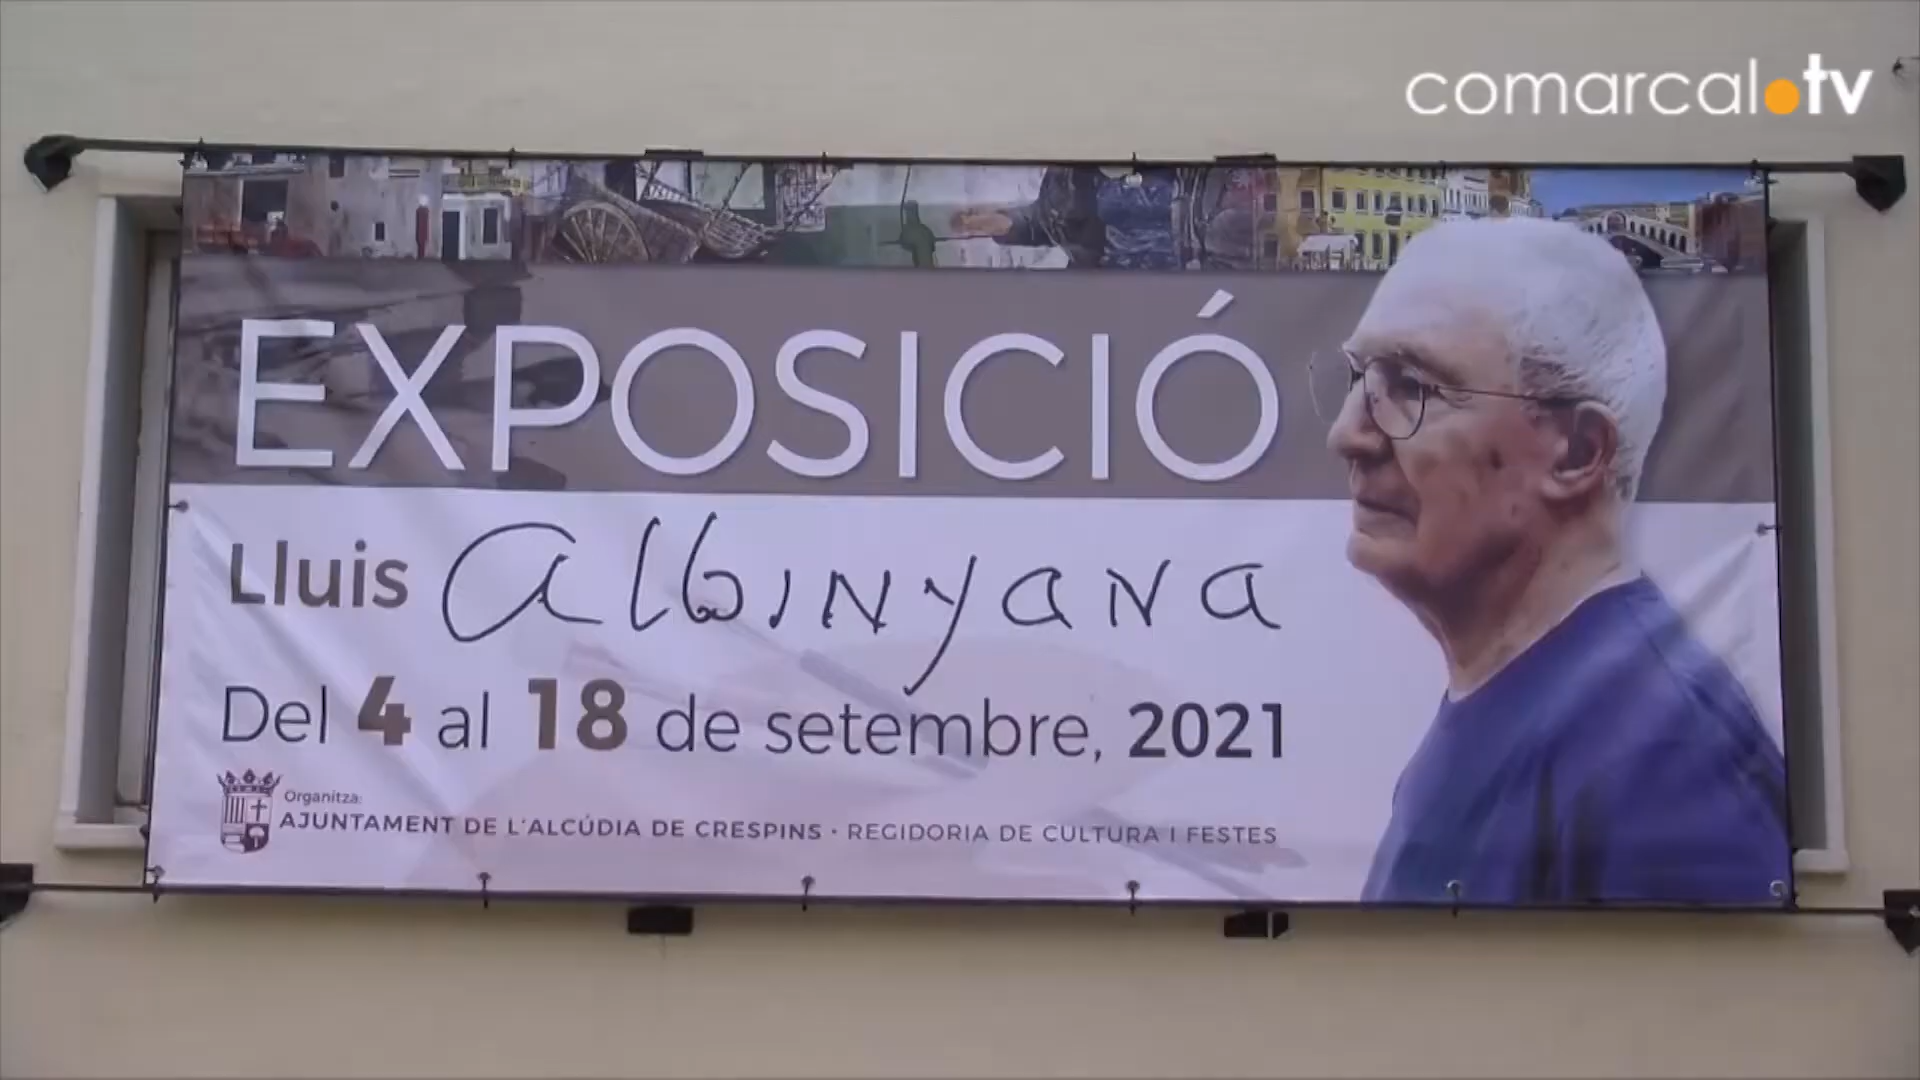 comarcal.tv
EXPOSICIÓ
Lluis Albinyana
Del 4 al 18 de setembre, 2021
Organitza:
AJUNTAMENT DE L'ALCÚDIA DE CRESPINS · REGIDORIA DE CULTURA I FESTES